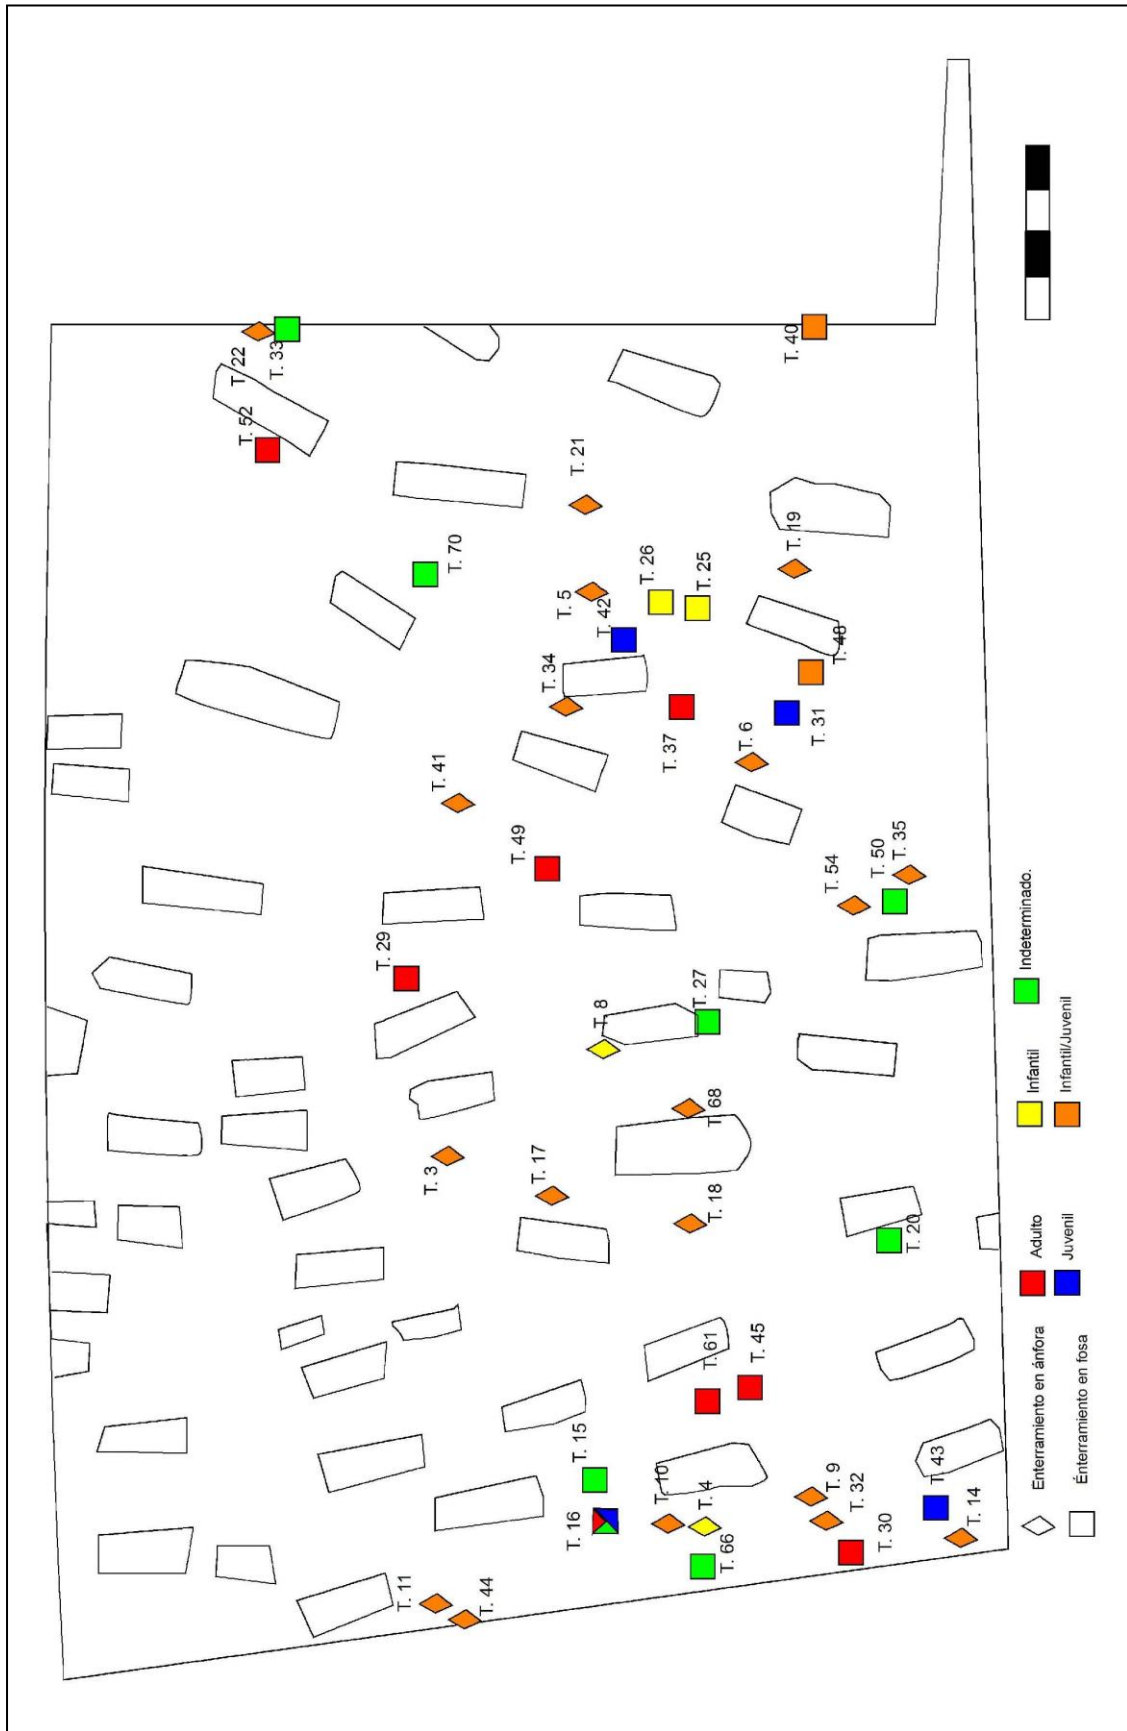 T. 22
T. 52
T. 33
T. 29
T. 11
T. 3
T. 41
T. 70
T. 44
T. 49
T. 17
T. 34
T. 5
T. 16
T. 21
T. 15
T. 8
T. 42
T. 26
T. 10
T. 37
T. 27
T. 25
T. 4
T. 61
T. 18
T. 68
T. 66
T. 6
T. 45
T. 40
T. 19
T. 31
T. 54
T. 9
T. 48
T. 32
T. 50
T. 30
T. 35
T. 20
T. 43
T. 14
Enterramiento en ánfora
Adulto
Infantil
Indeterminado.
Énterramiento en fosa
Juvenil
Infantil/Juvenil